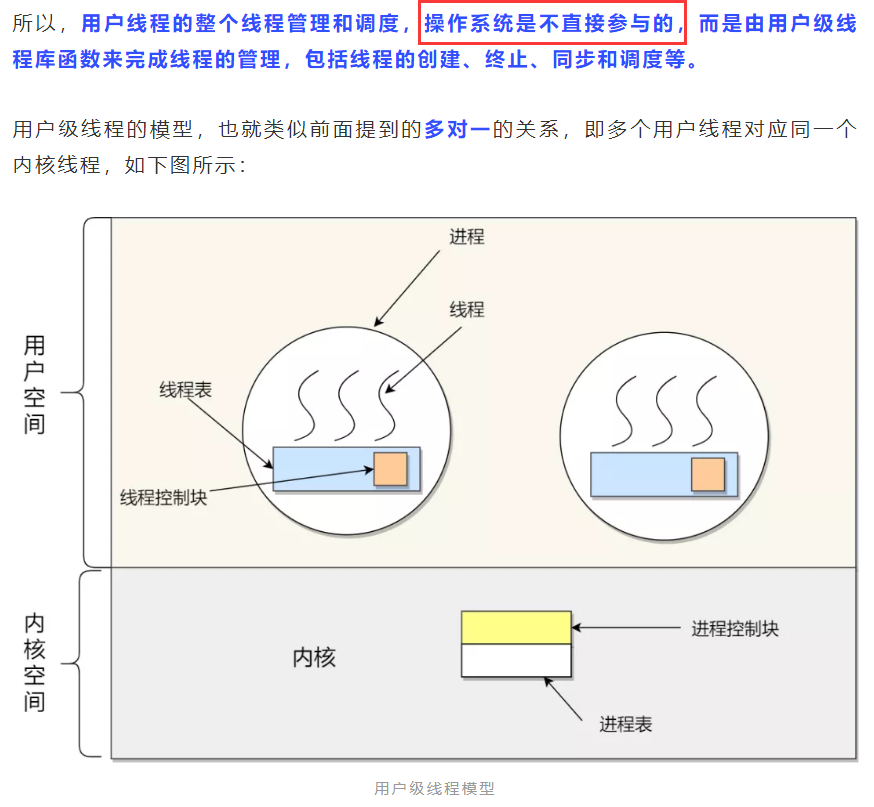 所以，用户线程的整个线程管理和调度，操作系统是不直接参与的，而是由用户级线
程库函数来完成线程的管理，包括线程的创建、终止、同步和调度等。
用户级线程的模型，也就类似前面提到的多对一的关系，即多个用户线程对应同一个
内核线程，如下图所示：
进程
线程
用户空间
线程表
线程控制块
内核空间
内核
进程控制块
进程表
用户级线程模型